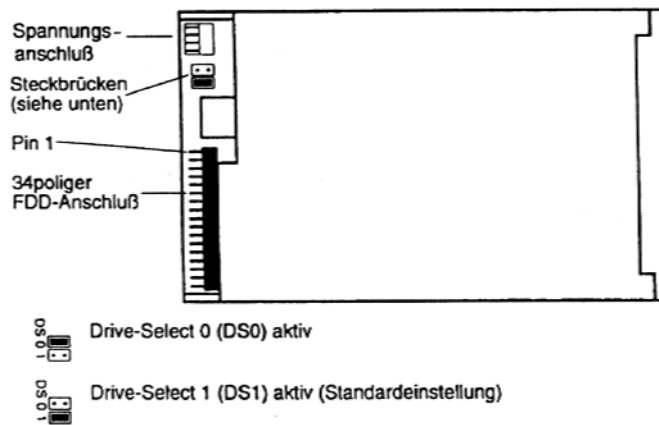 Spannungs-
anschluß
Steckbrücken
(siehe unten)
Pin 1
34poliger
FDD-Anschluß
DS
0 1
Drive-Select 0 (DS0) aktiv
DS
0 1
Drive-Select 1 (DS1) aktiv (Standardeinstellung)